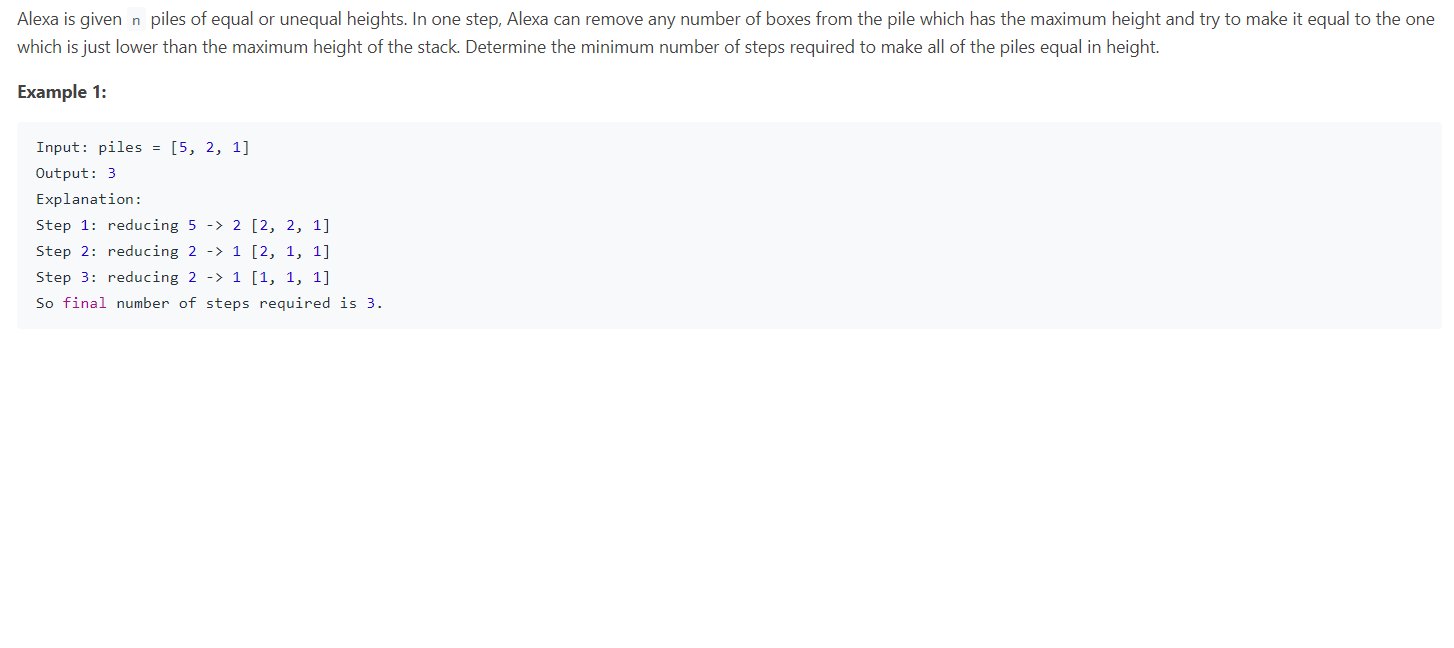 Alexa is given n piles of equal or unequal heights. In one step, Alexa can remove any number of boxes from the pile which has the maximum height and try to make it equal to the one
which is just lower than the maximum height of the stack. Determine the minimum number of steps required to make all of the piles equal in height.
Example 1:
Input: piles = [5, 2, 1]
Output: 3
Explanation:
Step 1: reducing 5 -> 2 [2, 2, 1]
Step 2: reducing 2 -> 1 [2, 1, 1]
Step 3: reducing 2 -> 1 [1, 1, 1]
So final number of steps required is 3.